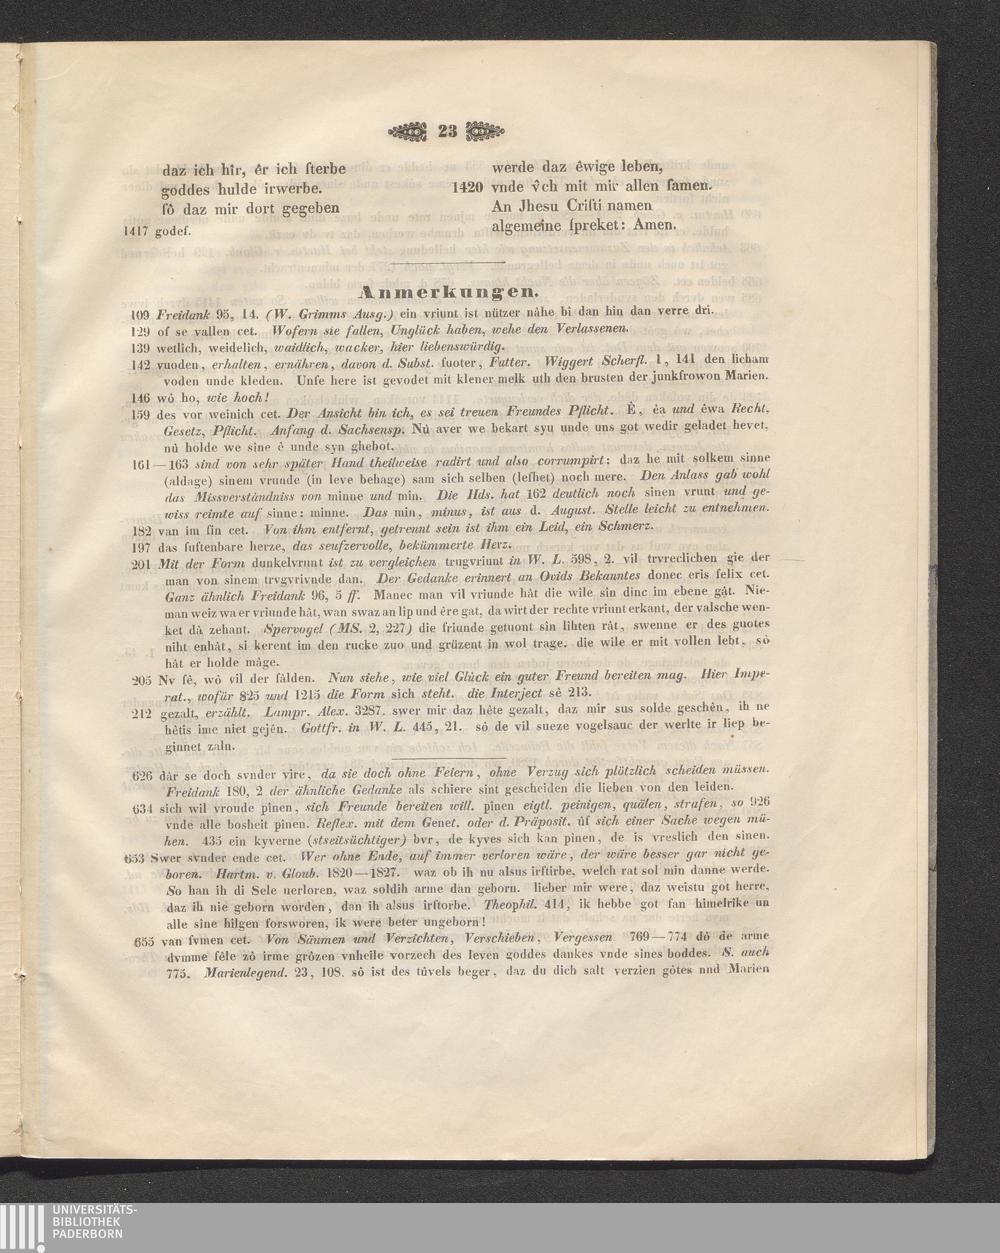 23
daz ich hîr, êr ich ſterbe
goddes hulde irwerbe.
ſô daz mir dort gegeben
1417 godeſ.
werde daz êwige leben,
1420 vnde v̂ch mit mir allen ſamen.
An Jhesu Criſti namen
algemeine ſpreket: Amen.
Anmerkungen.
109 Freidank 95, 14. (W. Grimms Ausg.) ein vriunt ist nützer nâhe bî dan hin dan verre dri.
129 of se vallen cet. Wofern sie fallen, Unglück haben, wehe den Verlassenen.
139 wetlich, weidelich, waidlich, wacker, hier liebenswürdig.
142 vuoden, erhalten, ernähren, davon d. Subst. fuoter, Futter. Wiggert Scherfl. 1, 141 den licham
voden unde kleden. Unſe here ist gevodet mit klener melk uth den brusten der junkfrowon Marien.
146 wô ho, wie hoch!
159 des vor weinich cet. Der Ansicht bin ich, es sei treuen Freundes Pflicht. Ê, êa und êwa Recht,
Gesetz, Pflicht. Anfang d. Sachsensp. Nû aver we bekart syu unde uns got wedir geladet hevet,
nû holde we sine ê unde syn ghebot.
161—163 sind von sehr später Hand theilweise radirt und also corrumpirt: daz he mit solkem sinne
(aldage) sinem vrunde (in leve behage) sam sich selben (leſhet) noch mere. Den Anlass gab wohl
das Missverständniss von minne und min. Die Hds. hat 162 deutlich noch sinen vrunt und ge-
wiss reimte auf sinne: minne. Das min, minus, ist aus d. August. Stelle leicht zu entnehmen.
182 van im ſin cet. Von ihm entfernt, getrennt sein ist ihm ein Leid, ein Schmerz.
197 das ſuftenbare herze, das seufzervolle, bekümmerte Herz.
201 Mit der Form dunkelvrunt ist zu vergleichen trugvriunt in W. L. 598, 2. vil trvreclichen gie der
man von sinem trvgvrivnde dan. Der Gedanke erinnert an Ovids Bekanntes donec eris felix cet.
Ganz ähnlich Freidank 96, 5 ff. Manec man vil vriunde hât die wile sin dinc im ebene gât. Nie-
man weiz wa er vriunde hât, wan swaz an lip und êre gat, da wirt der rechte vriunt erkant, der valsche wen-
ket dâ zehant. Spervogel (MS. 2, 227) die friunde getuont sin lihten rât, swenne er des guotes
niht enhât, si kerent im den rucke zuo und grüzent in wol trage. die wile er mit vollen lebt, sô
hât er holde mâge.
205 Nv ſê, wô vil der ſâlden. Nun siehe, wie viel Glück ein guter Freund bereiten mag. Hier Impe-
rat., wofür 825 und 1215 die Form sich steht. die Interject sê 213.
212 gezalt, erzählt. Lampr. Alex. 3287. swer mir daz hête gezalt, daz mir sus solde geschên, ih ne
hêtis ime niet gejên. Gottfr. in W. L. 445, 21. sô de vil sueze vogelsauc der werlte ir liep be-
ginnet zaln.
626 dâr se doch svnder vire, da sie doch ohne Feiern, ohne Verzug sich plötzlich scheiden müssen.
Freidank 180, 2 der ähnliche Gedanke als schiere sint gescheiden die lieben von den leiden.
634 sich wil vroude pinen, sich Freunde bereiten will. pinen eigtl. peinigen, quälen, strafen, so 926
vnde alle bosheit pinen. Reflex. mit dem Genet. oder d. Präposit. ûf sich einer Sache wegen mü-
hen. 435 ein kyverne (stseitsüchtiger) bvr, de kyves sich kan pinen, de is vreslich den sinen.
653 Swer svnder ende cet. Wer ohne Ende, auf immer verloren wäre, der wäre besser gar nicht ge-
boren. Hartm. v. Gloub. 1820—1827. waz ob ih nu alsus irſtirbe, welch rat sol min danne werde.
So han ih di Sele uerloren, waz soldih arme dan geborn. lieber mir were, daz weistu got herre,
daz ih nie geborn worden, dan ih alsus irſtorbe. Theophil. 414, ik hebbe got ſan himelrike un
alle sine hilgen forsworen, ik were beter ungeborn!
655 van ſvmen cet. Von Säumen und Verzichten, Verschieben, Vergessen 769—774 dô de arme
dvmme ſêle zô irme grôzen vnheile vorzech des leven goddes dankes vnde sines boddes. S. auch
775. Marienlegend. 23, 108. sô ist des tûvels beger, daz du dich salt verzien gôtes nnd Marien
UNIVERSITÄTS-
BIBLIOTHEK
PADERBORN